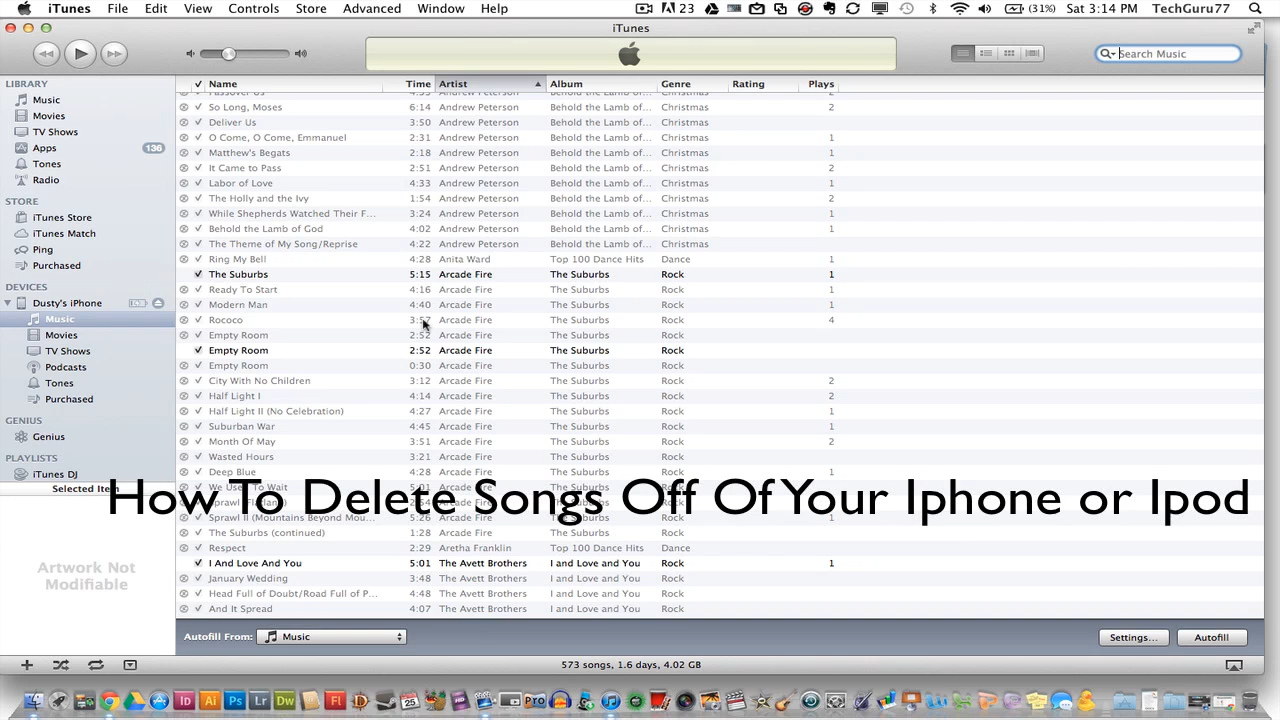 iTunes File Edit View Controls Store Advanced Window Help 23 (31%) Sat 3:14 PM TechGuru77
iTunes
Search Music
LIBRARY
Music
Movies
TV Shows
Apps 136
Tones
Radio
STORE
iTunes Store
iTunes Match
Ping
Purchased
DEVICES
Dusty's iPhone
Music
Movies
TV Shows
Podcasts
Tones
Purchased
GENIUS
Genius
PLAYLISTS
iTunes DJ
Selected Item
Artwork Not
Modifiable
Name Time Artist Album Genre Rating Plays
So Long, Moses 6:14 Andrew Peterson Behold the Lamb of... Christmas 2
Deliver Us 3:50 Andrew Peterson Behold the Lamb of... Christmas
O Come, O Come, Emmanuel 2:31 Andrew Peterson Behold the Lamb of... Christmas 1
Matthew's Begats 2:18 Andrew Peterson Behold the Lamb of... Christmas 1
It Came to Pass 2:51 Andrew Peterson Behold the Lamb of... Christmas 2
Labor of Love 4:33 Andrew Peterson Behold the Lamb of... Christmas 1
The Holly and the Ivy 1:54 Andrew Peterson Behold the Lamb of... Christmas 2
While Shepherds Watched Their F... 3:24 Andrew Peterson Behold the Lamb of... Christmas 1
Behold the Lamb of God 4:02 Andrew Peterson Behold the Lamb of... Christmas 1
The Theme of My Song/Reprise 4:22 Andrew Peterson Behold the Lamb of... Christmas
Ring My Bell 4:28 Anita Ward Top 100 Dance Hits Dance 1
The Suburbs 5:15 Arcade Fire The Suburbs Rock 1
Ready To Start 4:16 Arcade Fire The Suburbs Rock 1
Modern Man 4:40 Arcade Fire The Suburbs Rock 1
Rococo 3:57 Arcade Fire The Suburbs Rock 4
Empty Room 2:52 Arcade Fire The Suburbs Rock
Empty Room 2:52 Arcade Fire The Suburbs Rock
Empty Room 0:30 Arcade Fire The Suburbs Rock
City With No Children 3:12 Arcade Fire The Suburbs Rock 2
Half Light I 4:14 Arcade Fire The Suburbs Rock 2
Half Light II (No Celebration) 4:27 Arcade Fire The Suburbs Rock 1
Suburban War 4:45 Arcade Fire The Suburbs Rock 1
Month Of May 3:51 Arcade Fire The Suburbs Rock 2
Wasted Hours 3:21 Arcade Fire The Suburbs Rock
Deep Blue 4:28 Arcade Fire The Suburbs Rock 1
We Used To Wait 5:01 Arcade Fire The Suburbs Rock
How To Delete Songs Off Of Your Iphone or Ipod
Sprawl II (Mountains Beyond Mou... 5:26 Arcade Fire The Suburbs Rock 1
The Suburbs (continued) 1:28 Arcade Fire The Suburbs Rock
Respect 2:29 Aretha Franklin Top 100 Dance Hits Dance
I And Love And You 5:01 The Avett Brothers I and Love and You Rock 1
January Wedding 3:48 The Avett Brothers I and Love and You Rock
Head Full of Doubt/Road Full of P... 4:48 The Avett Brothers I and Love and You Rock
And It Spread 4:07 The Avett Brothers I and Love and You Rock
Autofill From: Music Settings... Autofill
573 songs, 1.6 days, 4.02 GB